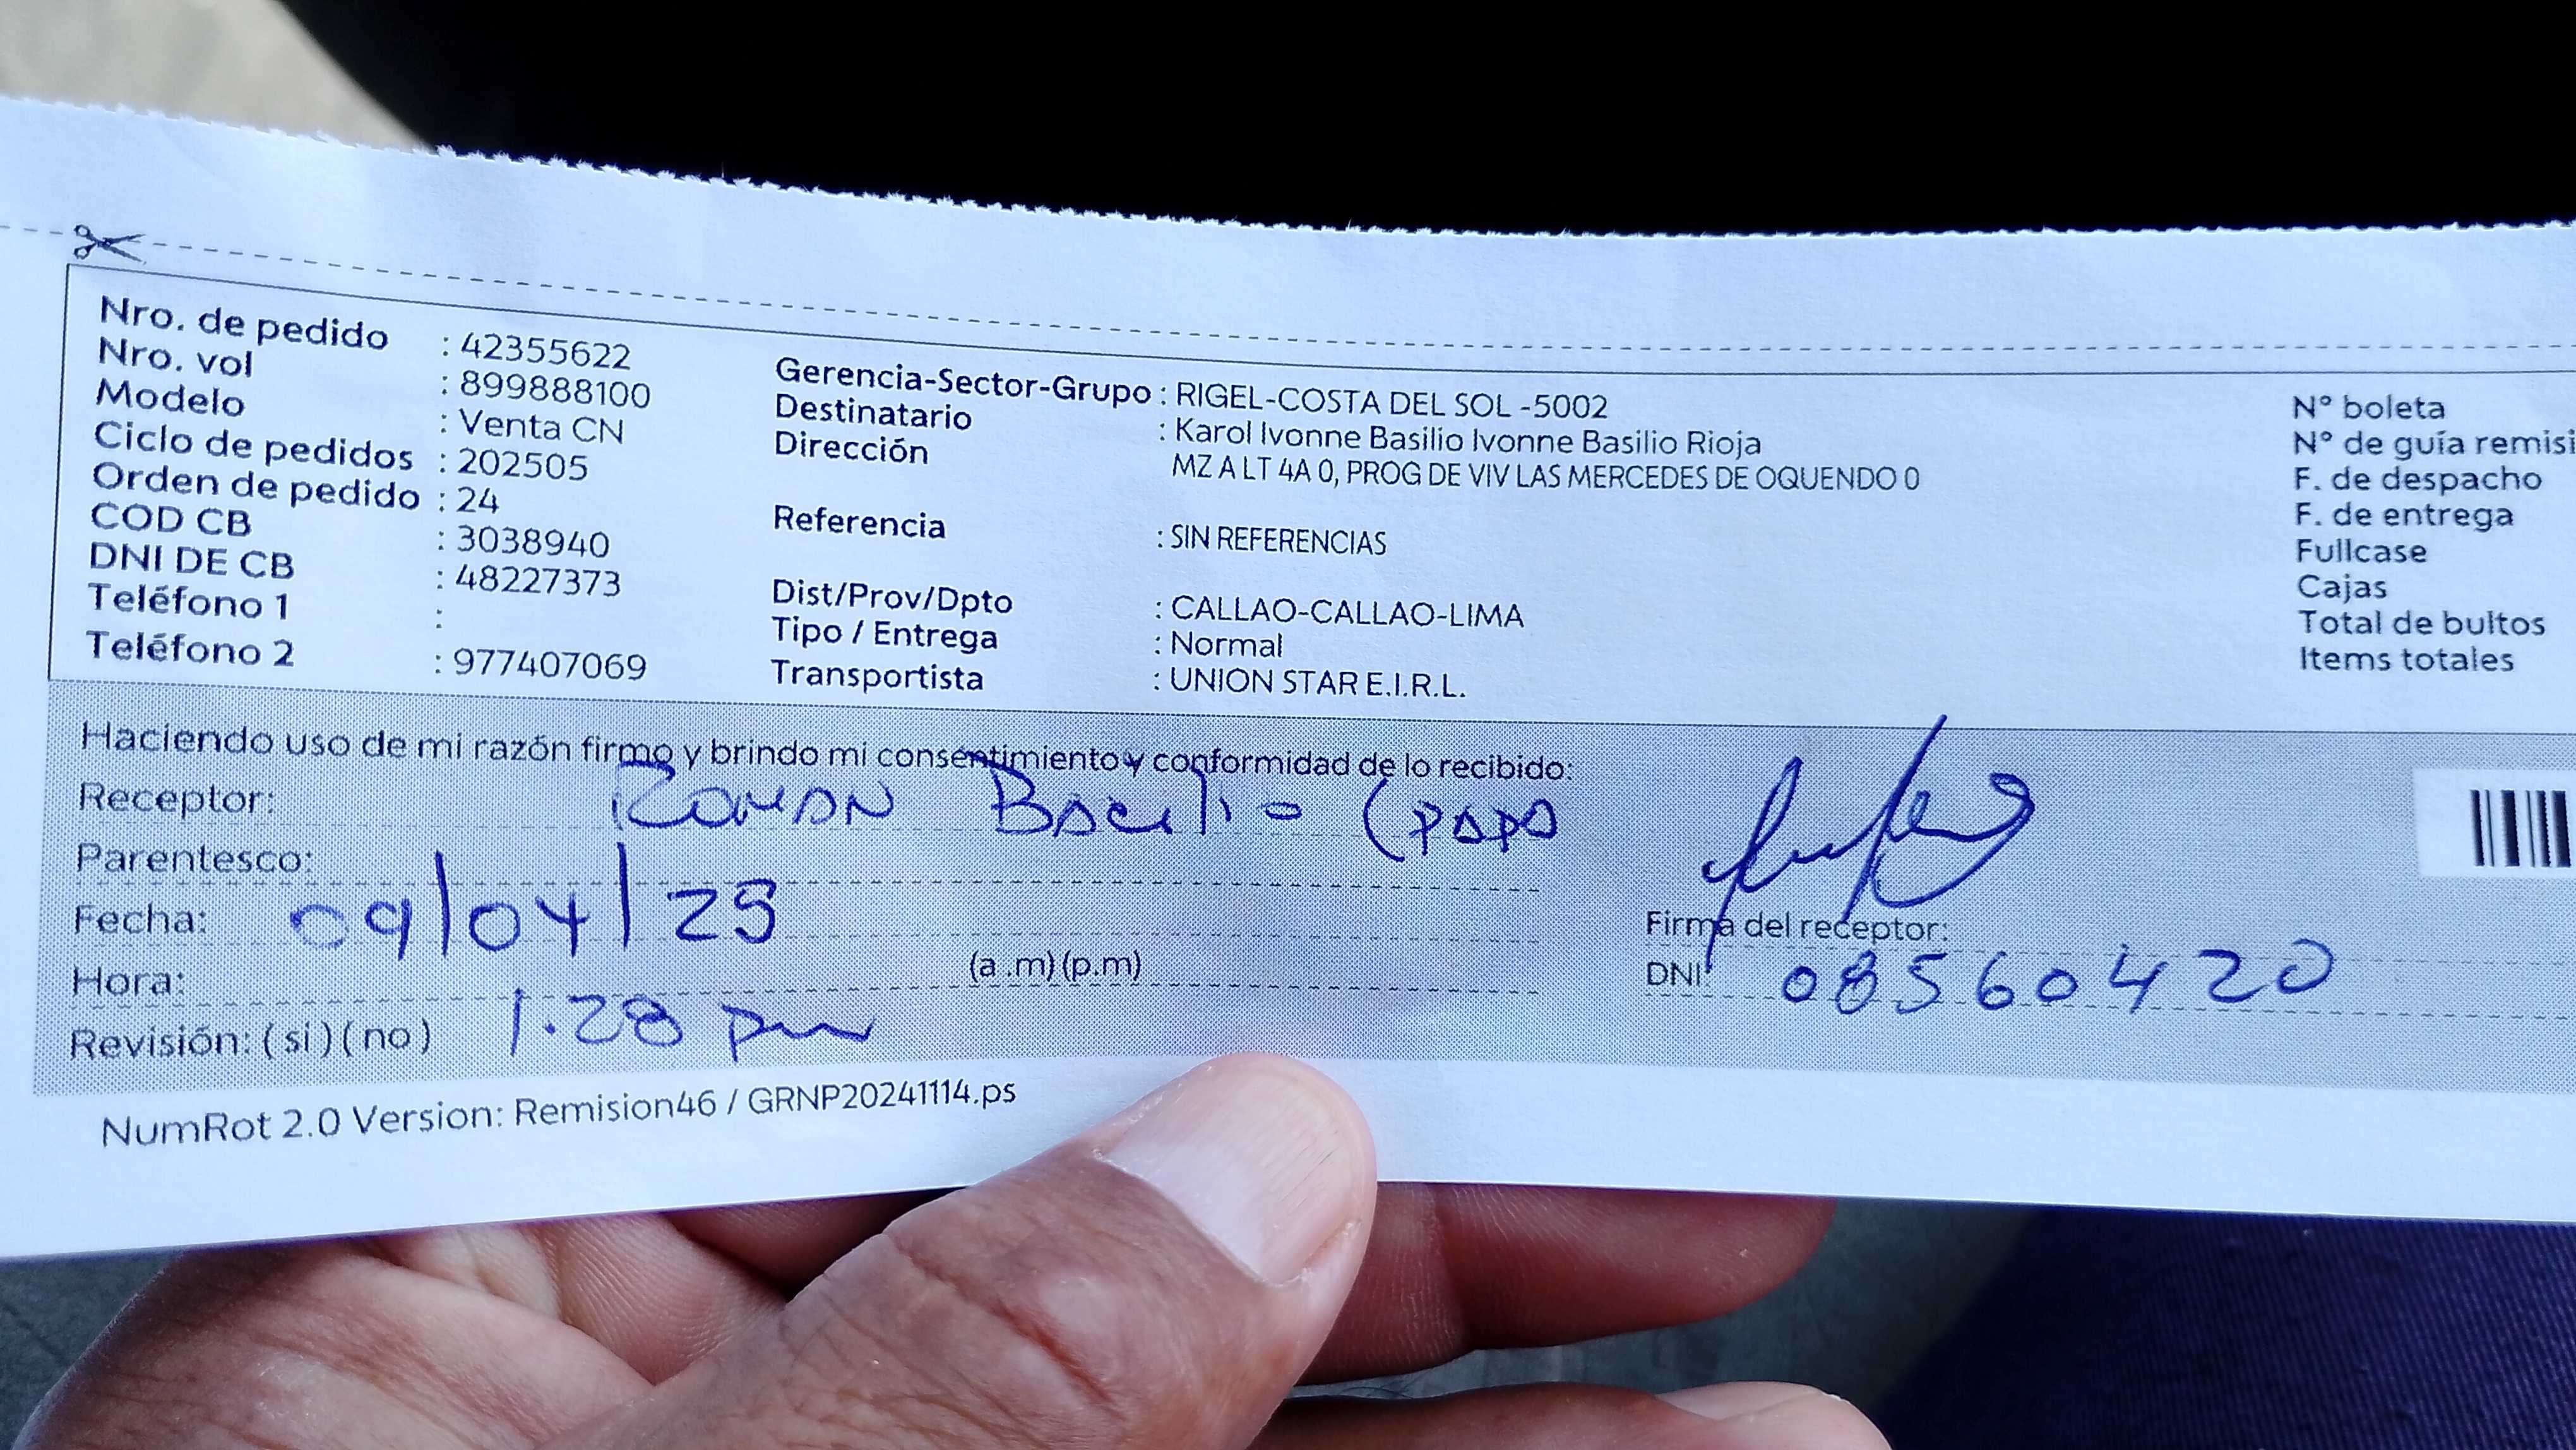 Nro. de pedido : 42355622
Nro. vol : 899888100
Modelo : Venta CN
Ciclo de pedidos : 202505
Orden de pedido : 24
COD CB : 3038940
DNI DE CB : 48227373
Teléfono 1 :
Teléfono 2 : 977407069
Gerencia-Sector-Grupo : RIGEL-COSTA DEL SOL -5002
Destinatario : Karol Ivonne Basilio Ivonne Basilio Rioja
Dirección MZ A LT 4A 0, PROG DE VIV LAS MERCEDES DE OQUENDO 0
Referencia : SIN REFERENCIAS
Dist/Prov/Dpto : CALLAO-CALLAO-LIMA
Tipo / Entrega : Normal
Transportista : UNION STAR E.I.R.L.
N° boleta
N° de guía remisi
F. de despacho
F. de entrega
Fullcase
Cajas
Total de bultos
Items totales
Haciendo uso de mi razón firmo y brindo mi consentimiento y conformidad de lo recibido:
Receptor: Roman Bacilio (papa
Parentesco:
Fecha: 09/04/25
Hora: (a .m) (p.m)
1.28 pm
Revisión: ( si ) ( no )
Firma del receptor:
DNI: 08560420
NumRot 2.0 Version: Remision46 / GRNP20241114.ps